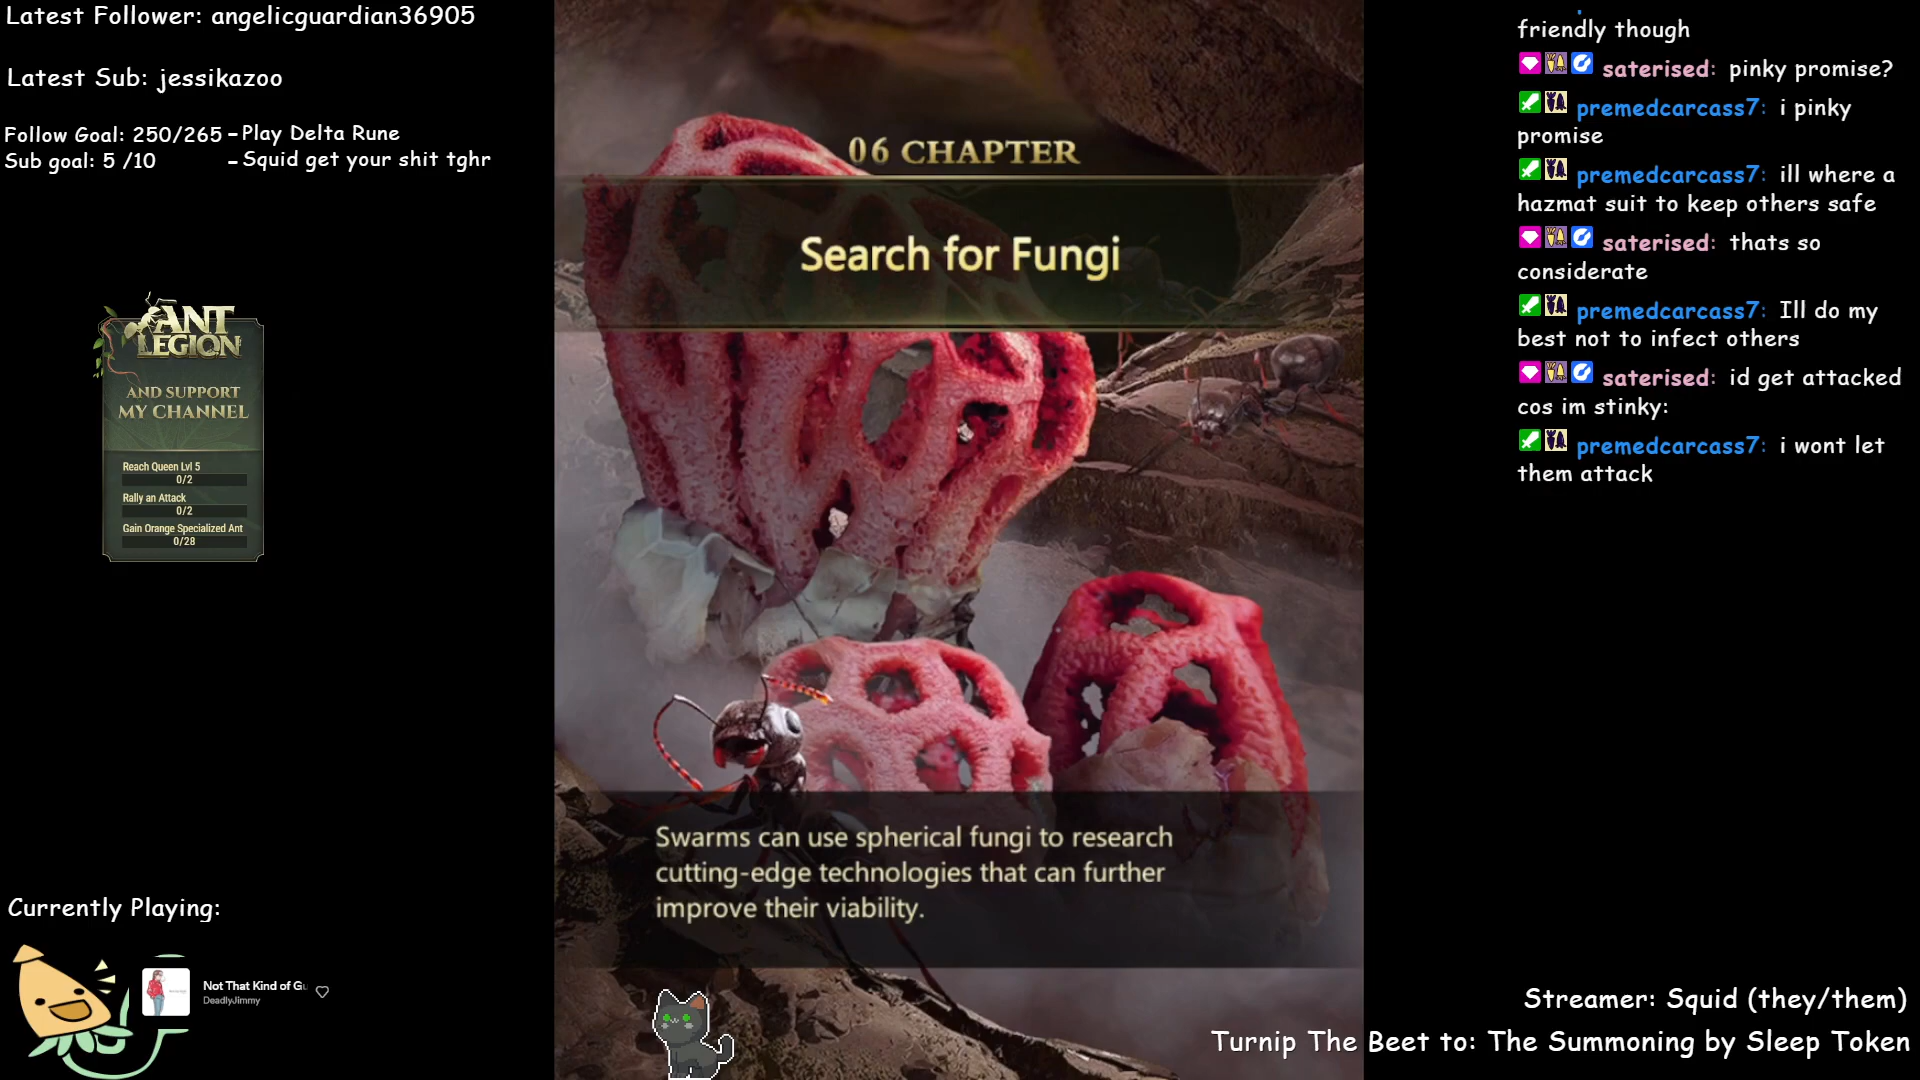 Latest Follower: angelicguardian36905
Latest Sub: jessikazoo
Follow Goal: 250/265 - Play Delta Rune
Sub goal: 5 /10 - Squid get your shit tghr
ANT
LEGION
AND SUPPORT
MY CHANNEL
Reach Queen Lvl 5
0/2
Rally an Attack
0/2
Gain Orange Specialized Ant
0/28
Currently Playing:
Not That Kind of Gu
DeadlyJimmy
06 CHAPTER
Search for Fungi
Swarms can use spherical fungi to research
cutting-edge technologies that can further
improve their viability.
friendly though
saterised: pinky promise?
premedcarcass7: i pinky
promise
premedcarcass7: ill where a
hazmat suit to keep others safe
saterised: thats so
considerate
premedcarcass7: Ill do my
best not to infect others
saterised: id get attacked
cos im stinky:
premedcarcass7: i wont let
them attack
Streamer: Squid (they/them)
Turnip The Beet to: The Summoning by Sleep Token